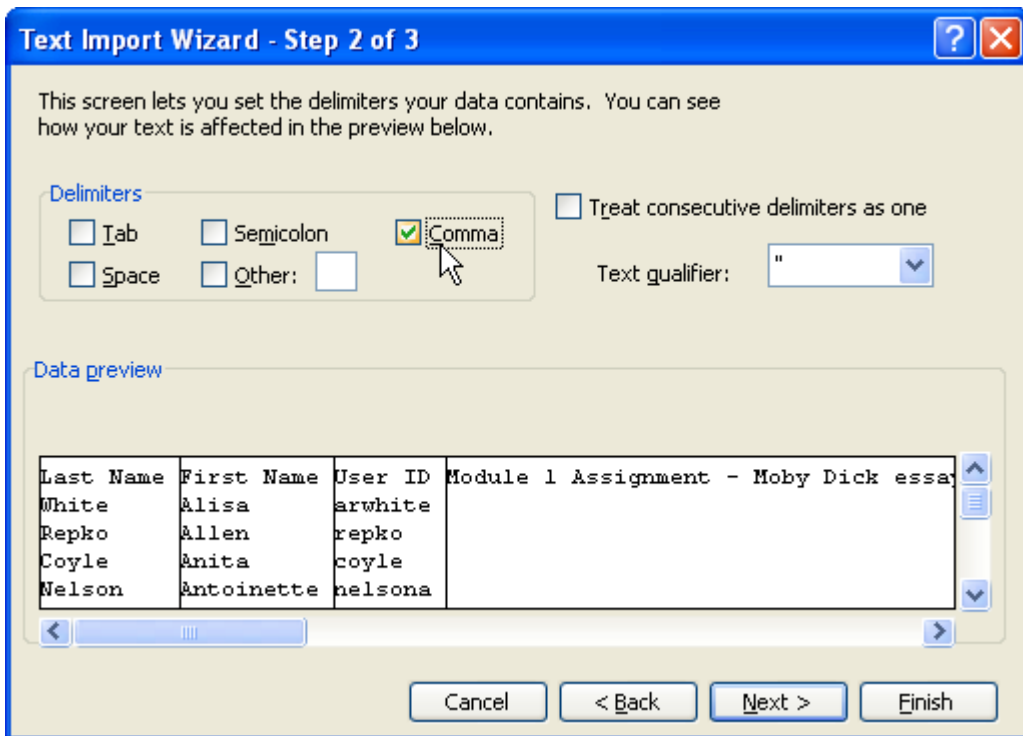 Text Import Wizard - Step 2 of 3
This screen lets you set the delimiters your data contains. You can see
how your text is affected in the preview below.
Delimiters
Tab Semicolon Comma
Space Other:
Treat consecutive delimiters as one
Text qualifier: "
Data preview
Last Name First Name User ID Module 1 Assignment - Moby Dick essay
White Alisa arwhite
Repko Allen repko
Coyle Anita coyle
Nelson Antoinette nelsona
Cancel < Back Next > Finish